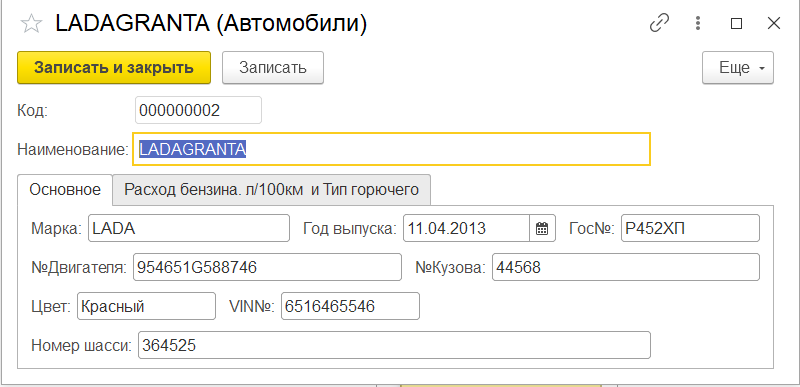 LADAGRANTA (Автомобили)
Записать и закрыть Записать Еще
Код: 000000002
Наименование: LADAGRANTA
Основное Расход бензина. л/100км и Тип горючего
Марка: LADA Год выпуска: 11.04.2013 Гос№: Р452ХП
№Двигателя: 954651G588746 №Кузова: 44568
Цвет: Красный VIN№: 6516465546
Номер шасси: 364525